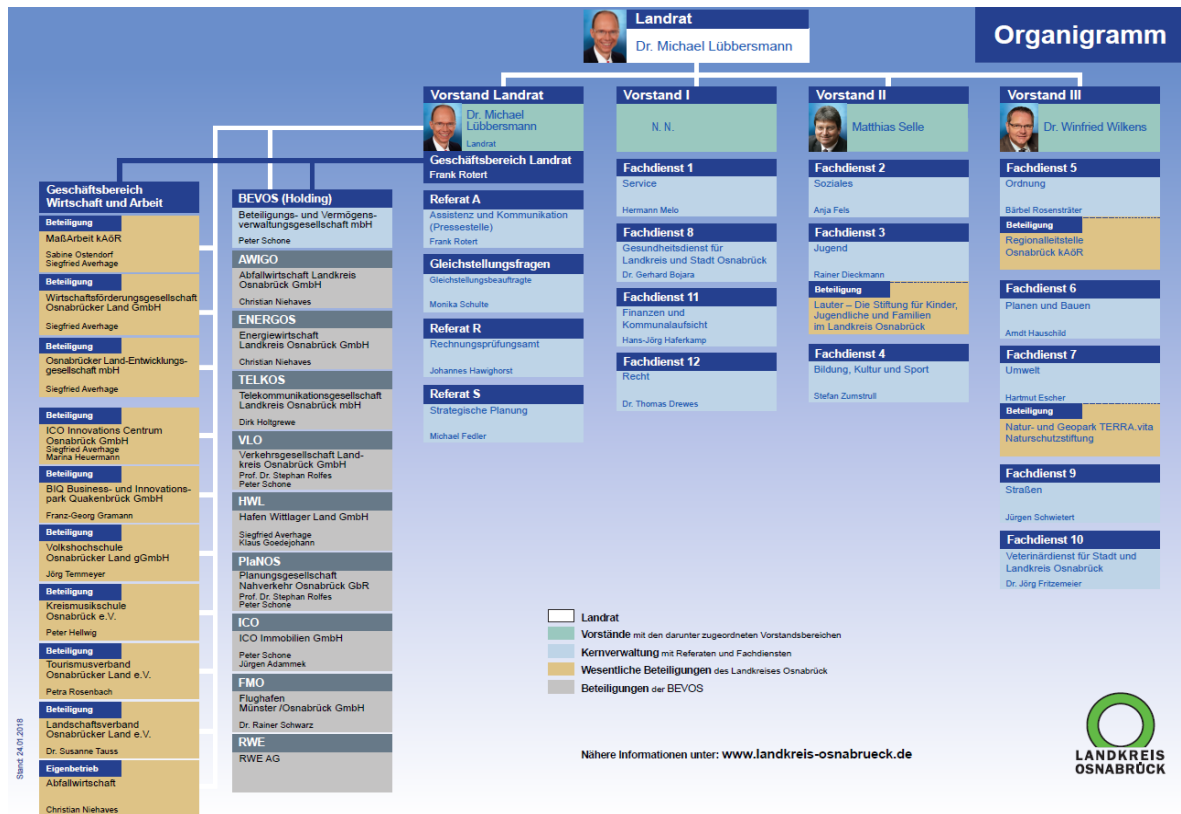 Landrat
Dr. Michael Lübbersmann
Organigramm
Vorstand Landrat
Dr. Michael
Lübbersmann
Landrat
Geschäftsbereich Landrat
Frank Rotert
Referat A
Assistenz und Kommunikation
(Pressestelle)
Frank Rotert
Gleichstellungsfragen
Gleichstellungsbeauftragte
Monika Schulte
Referat R
Rechnungsprüfungsamt
Johannes Hawighorst
Referat S
Strategische Planung
Michael Fedler
Vorstand I
N. N.
Fachdienst 1
Service
Hermann Melo
Fachdienst 8
Gesundheitsdienst für
Landkreis und Stadt Osnabrück
Dr. Gerhard Bojara
Fachdienst 11
Finanzen und
Kommunalaufsicht
Hans-Jörg Haferkamp
Fachdienst 12
Recht
Dr. Thomas Drewes
Vorstand II
Matthias Selle
Fachdienst 2
Soziales
Anja Fels
Fachdienst 3
Jugend
Rainer Dieckmann
Beteiligung
Lauter – Die Stiftung für Kinder,
Jugendliche und Familien
im Landkreis Osnabrück
Fachdienst 4
Bildung, Kultur und Sport
Stefan Zumstrull
Vorstand III
Dr. Winfried Wilkens
Fachdienst 5
Ordnung
Bärbel Rosensträter
Beteiligung
Regionalleitstelle
Osnabrück kAöR
Fachdienst 6
Planen und Bauen
Arndt Hauschild
Fachdienst 7
Umwelt
Hartmut Escher
Beteiligung
Natur- und Geopark TERRA.vita
Naturschutzstiftung
Fachdienst 9
Straßen
Jürgen Schwietert
Fachdienst 10
Veterinärdienst für Stadt und
Landkreis Osnabrück
Dr. Jörg Fritzemeier
Geschäftsbereich
Wirtschaft und Arbeit
Beteiligung
MaßArbeit kAöR
Sabine Ostendorf
Siegfried Averhage
Beteiligung
Wirtschaftsförderungsgesellschaft
Osnabrücker Land GmbH
Siegfried Averhage
Beteiligung
Osnabrücker Land-Entwicklungs-
gesellschaft mbH
Siegfried Averhage
Beteiligung
ICO Innovations Centrum
Osnabrück GmbH
Siegfried Averhage
Marina Heuermann
Beteiligung
BIQ Business- und Innovations-
park Quakenbrück GmbH
Franz-Georg Gramann
Beteiligung
Volkshochschule
Osnabrücker Land gGmbH
Jörg Temmeyer
Beteiligung
Kreismusikschule
Osnabrück e.V.
Peter Hellwig
Beteiligung
Tourismusverband
Osnabrücker Land e.V.
Petra Rosenbach
Beteiligung
Landschaftsverband
Osnabrücker Land e.V.
Dr. Susanne Tauss
Eigenbetrieb
Abfallwirtschaft
Christian Niehaves
BEVOS (Holding)
Beteiligungs- und Vermögens-
verwaltungsgesellschaft mbH
Peter Schone
AWIGO
Abfallwirtschaft Landkreis
Osnabrück GmbH
Christian Niehaves
ENERGOS
Energiewirtschaft
Landkreis Osnabrück GmbH
Christian Niehaves
TELKOS
Telekommunikationsgesellschaft
Landkreis Osnabrück mbH
Dirk Holtgrewe
VLO
Verkehrsgesellschaft Land-
kreis Osnabrück GmbH
Prof. Dr. Stephan Rolfes
Peter Schone
HWL
Hafen Wittlager Land GmbH
Siegfried Averhage
Klaus Goedejohann
PlaNOS
Planungsgesellschaft
Nahverkehr Osnabrück GbR
Prof. Dr. Stephan Rolfes
Peter Schone
ICO
ICO Immobilien GmbH
Peter Schone
Jürgen Adammek
FMO
Flughafen
Münster /Osnabrück GmbH
Dr. Rainer Schwarz
RWE
RWE AG
Landrat
Vorstände mit den darunter zugeordneten Vorstandsbereichen
Kernverwaltung mit Referaten und Fachdiensten
Wesentliche Beteiligungen des Landkreises Osnabrück
Beteiligungen der BEVOS
Nähere Informationen unter: www.landkreis-osnabrueck.de
LANDKREIS
OSNABRÜCK
Stand: 24.01.2018